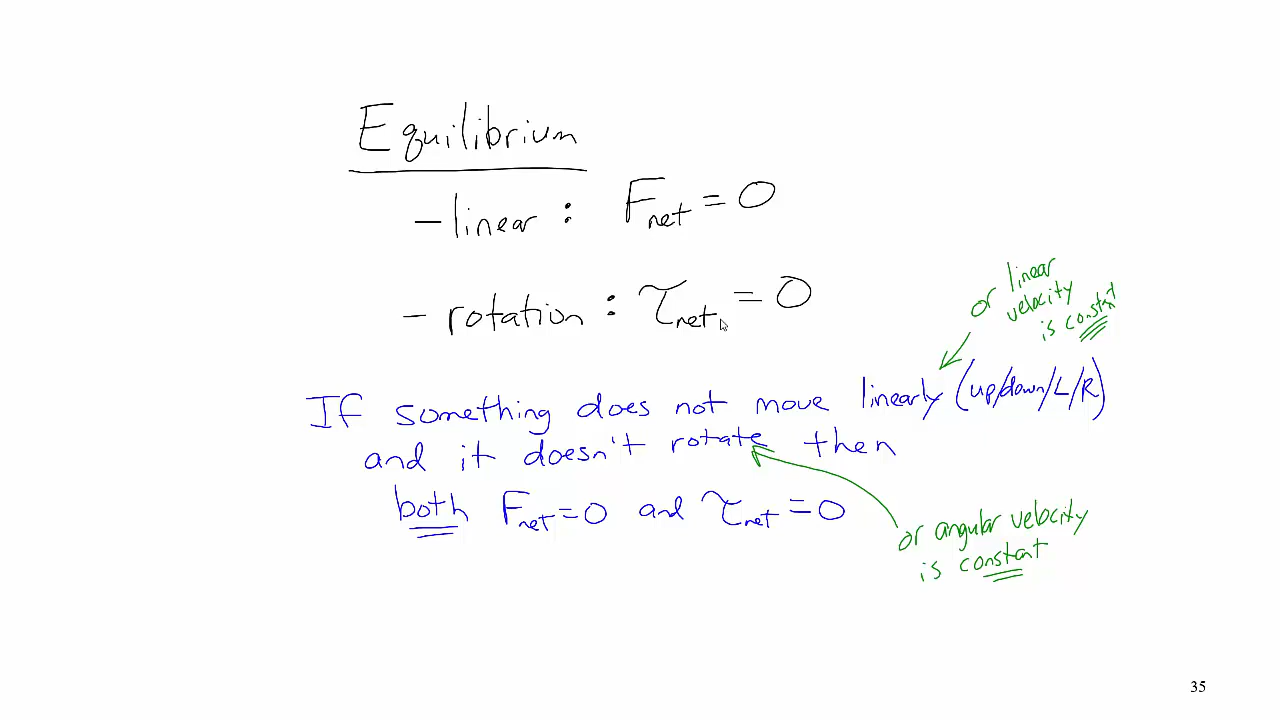 Equilibrium
- linear : Fnet = 0
- rotation : τnet = 0
or linear
velocity
is constant
If something does not move linearly (up/down/L/R)
and it doesn't rotate then
both Fnet = 0 and τnet = 0
or angular velocity
is constant
35